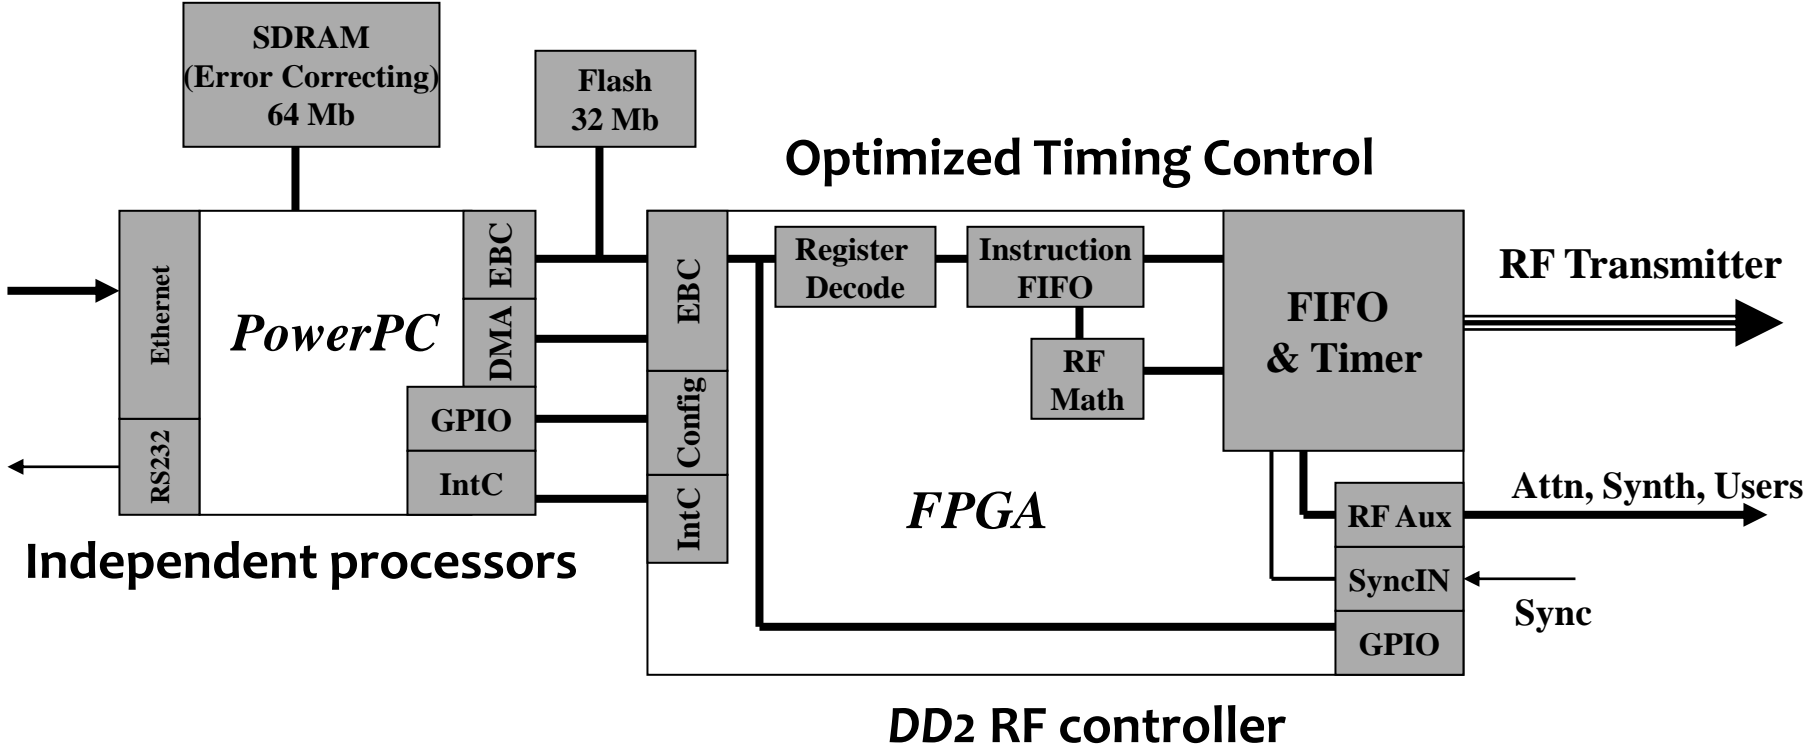 SDRAM
(Error Correcting)
64 Mb
Flash
32 Mb
Optimized Timing Control
Ethernet
RS232
PowerPC
EBC
DMA
GPIO
IntC
EBC
Config
IntC
Register
Decode
Instruction
FIFO
RF
Math
FIFO
& Timer
FPGA
RF Aux
SyncIN
GPIO
RF Transmitter
Attn, Synth, Users
Sync
Independent processors
DD2 RF controller